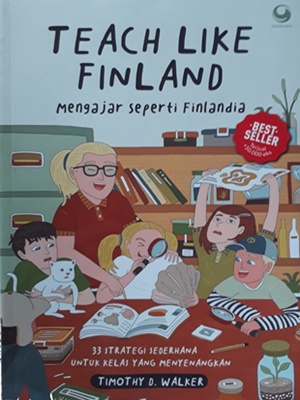 TEACH LIKE
FINLAND
Mengajar seperti Finlandia
BEST
SELLER
33 STRATEGI SEDERHANA
UNTUK KELAS YANG MENYENANGKAN
TIMOTHY D. WALKER